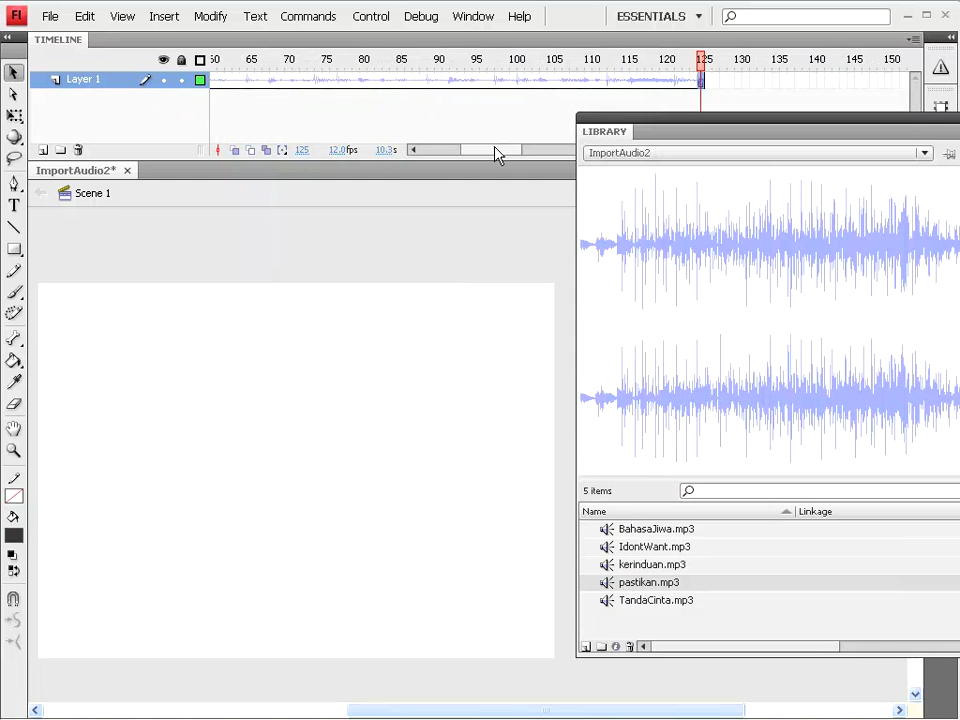 Fl File Edit View Insert Modify Text Commands Control Debug Window Help ESSENTIALS
TIMELINE
60 65 70 75 80 85 90 95 100 105 110 115 120 125 130 135 140 145 150
Layer 1
125 12.0fps 10.3s
LIBRARY
ImportAudio2
ImportAudio2*
Scene 1
5 items
Name Linkage
BahasaJiwa.mp3
IdontWant.mp3
kerinduan.mp3
pastikan.mp3
TandaCinta.mp3